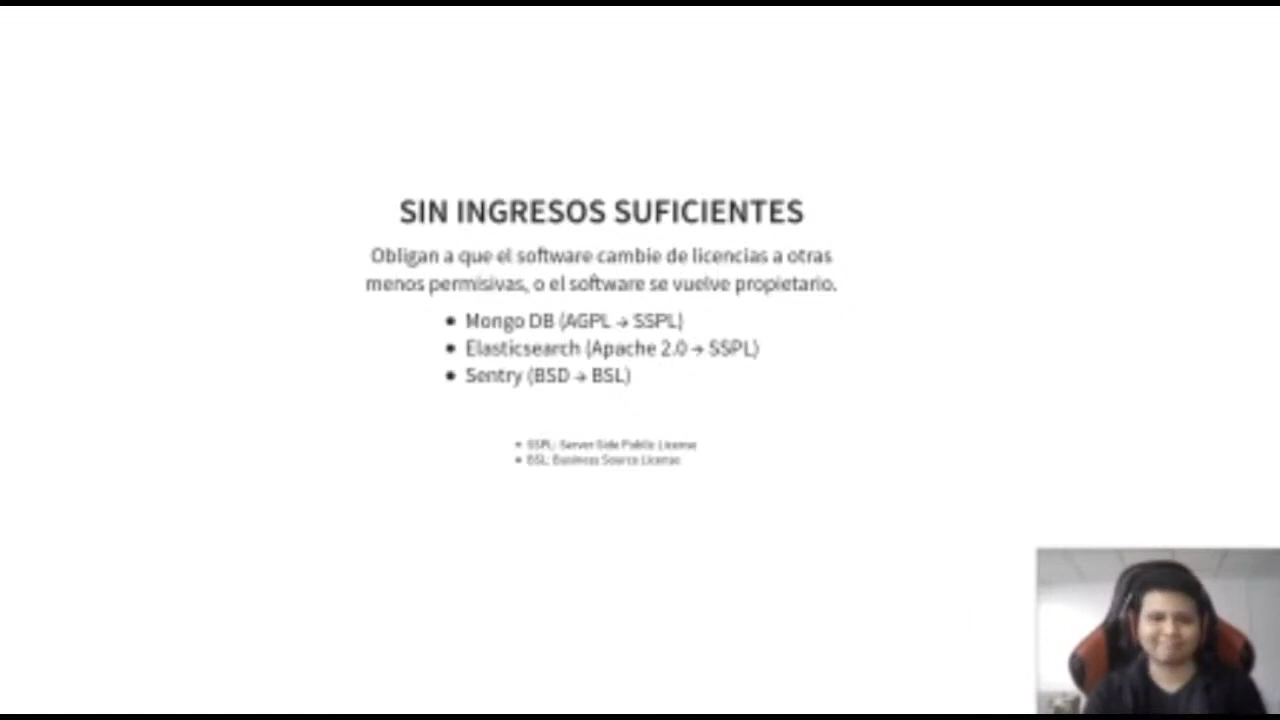 SIN INGRESOS SUFICIENTES
Obligan a que el software cambie de licencias a otras
menos permisivas, o el software se vuelve propietario.
• Mongo DB (AGPL → SSPL)
• Elasticsearch (Apache 2.0 → SSPL)
• Sentry (BSD → BSL)
• SSPL: Server Side Public License
• BSL: Business Source License